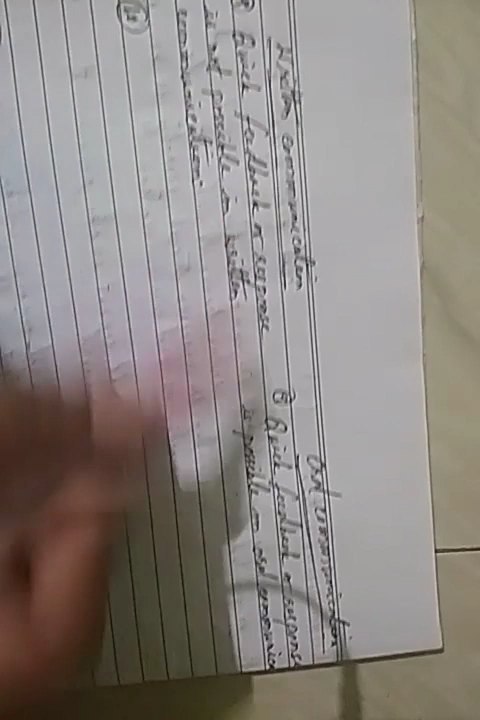 Written communication
Oral communication
Quick feedback or response
is not possible in written
communication.
Quick feedback or response
is possible in oral